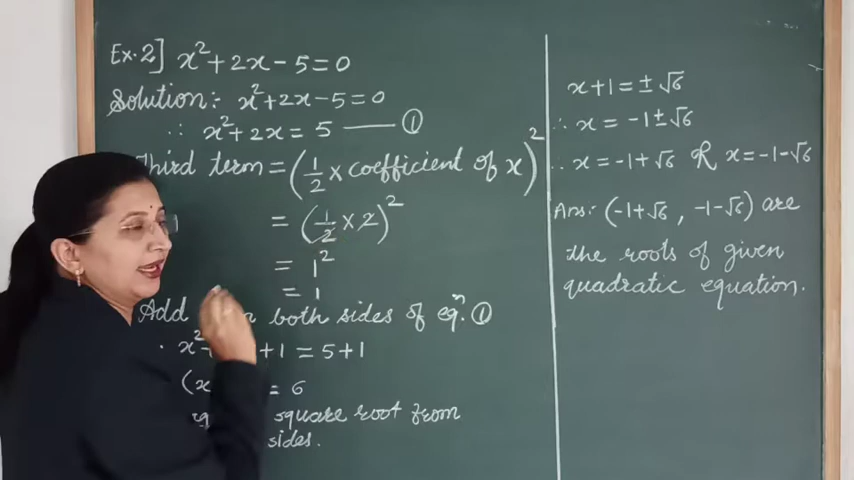 Ex. 2] x² + 2x - 5 = 0
Solution:- x² + 2x - 5 = 0
∴ x² + 2x = 5 —— ①
Third term = (1/2 × coefficient of x)²
= (1/2 × 2)²
= 1²
= 1
Add on both sides of eqⁿ. ①
x² + 1 = 5 + 1
(x = 6
square root from
sides.
x + 1 = ± √6
∴ x = -1 ± √6
∴ x = -1 + √6 OR x = -1 - √6
Ans:- (-1+√6 , -1-√6) are
the roots of given
quadratic equation.